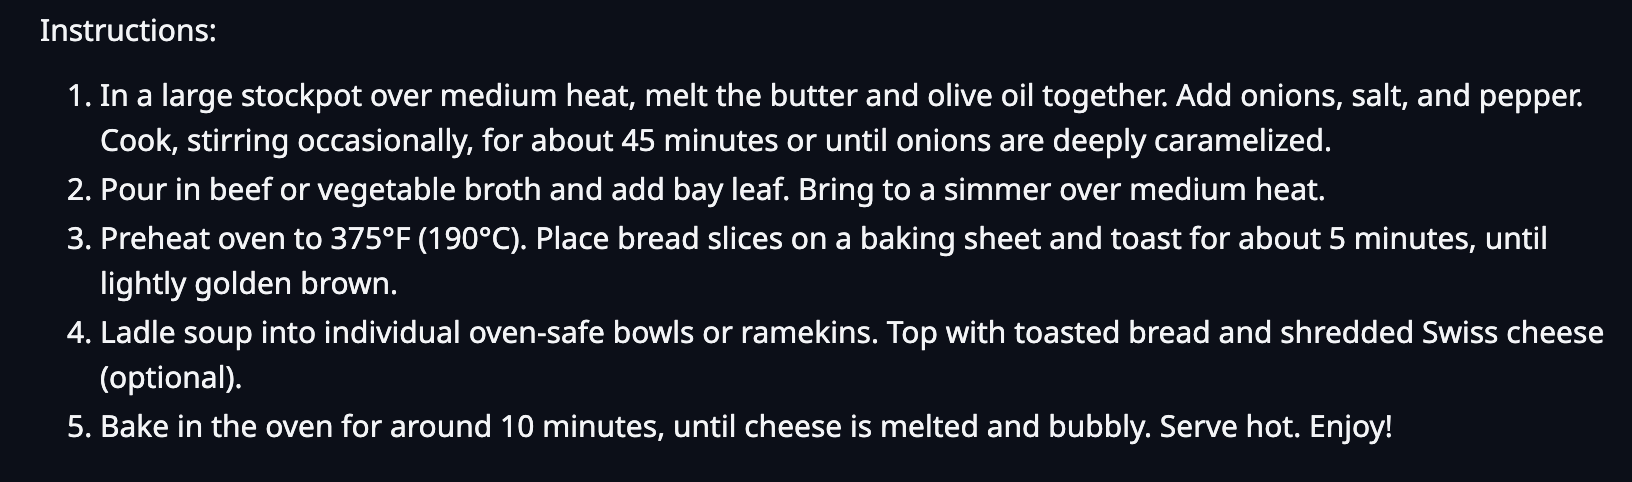 Instructions:
1. In a large stockpot over medium heat, melt the butter and olive oil together. Add onions, salt, and pepper.
Cook, stirring occasionally, for about 45 minutes or until onions are deeply caramelized.
2. Pour in beef or vegetable broth and add bay leaf. Bring to a simmer over medium heat.
3. Preheat oven to 375°F (190°C). Place bread slices on a baking sheet and toast for about 5 minutes, until
lightly golden brown.
4. Ladle soup into individual oven-safe bowls or ramekins. Top with toasted bread and shredded Swiss cheese
(optional).
5. Bake in the oven for around 10 minutes, until cheese is melted and bubbly. Serve hot. Enjoy!